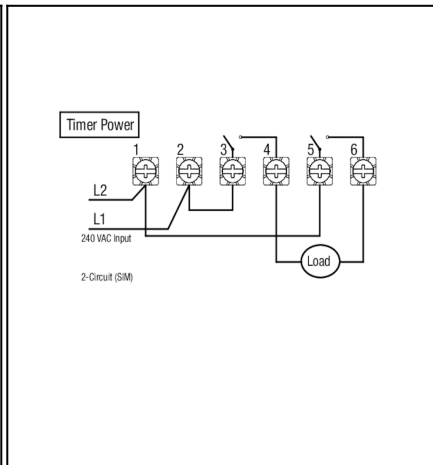 Timer Power
1 2 3 4 5 6
L2
L1
240 VAC Input
Load
2-Circuit (SIM)